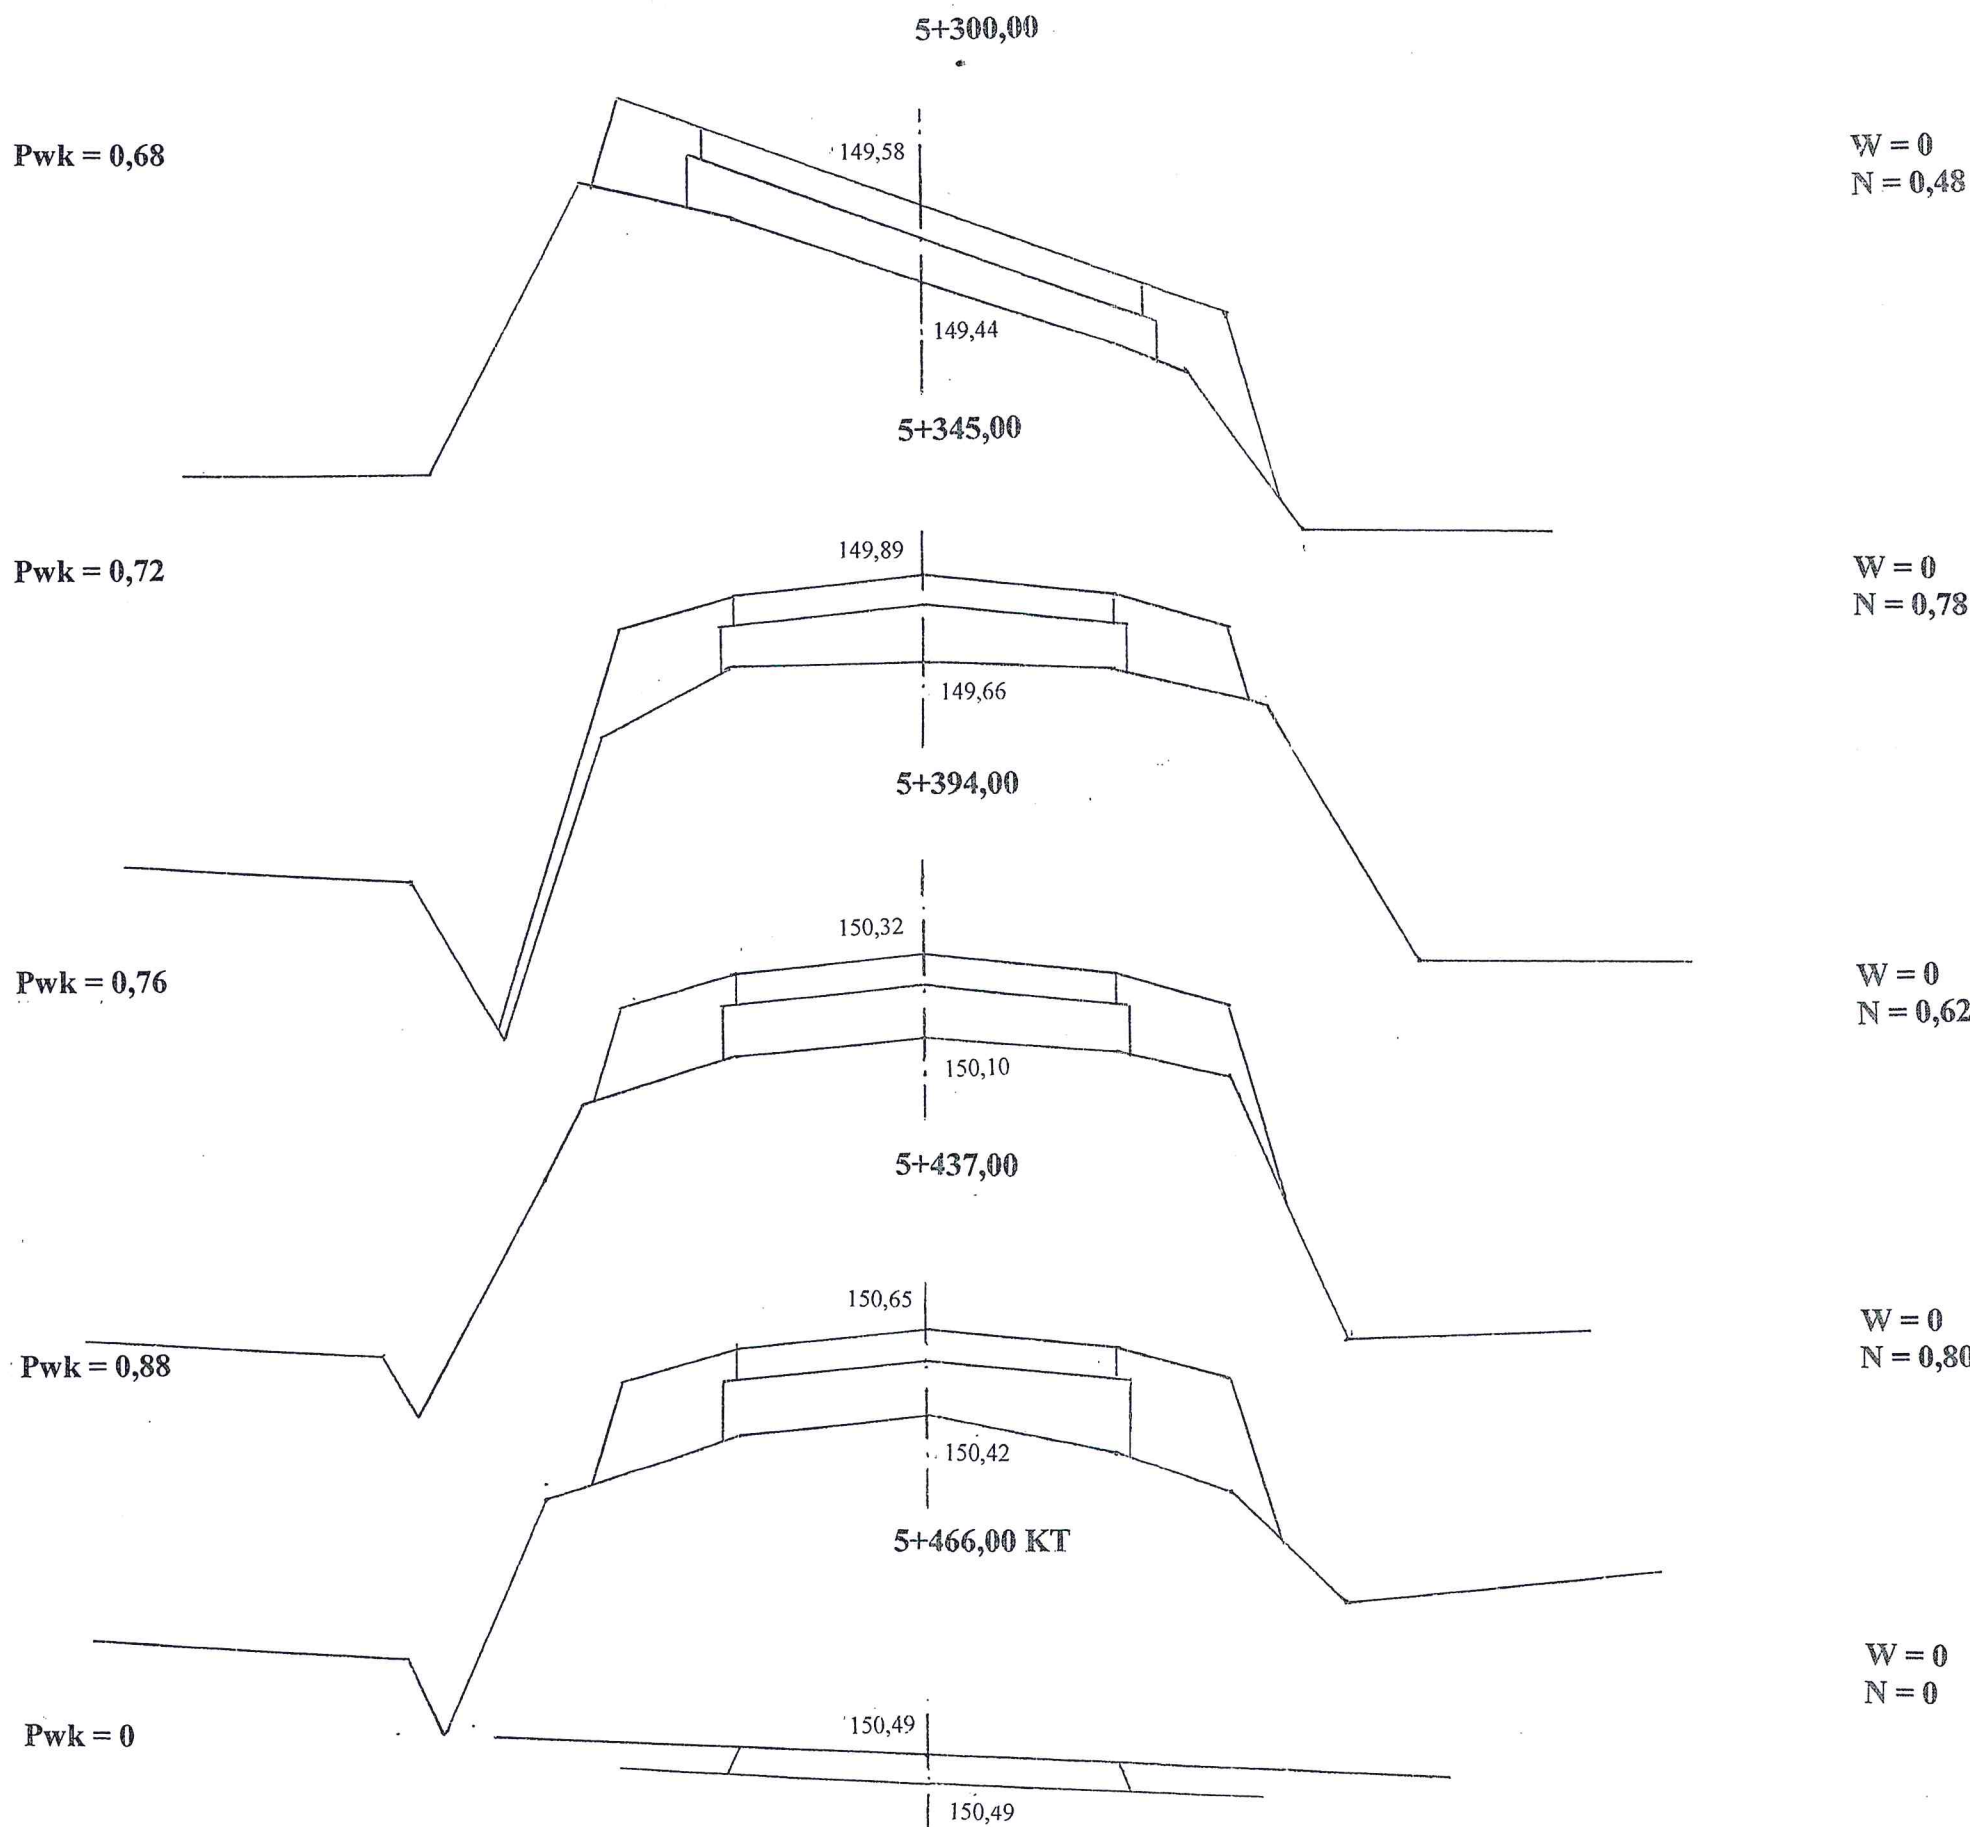 5+300,00
Pwk = 0,68
149,58
W = 0
N = 0,48
149,44
5+345,00
Pwk = 0,72
149,89
W = 0
N = 0,78
149,66
5+394,00
Pwk = 0,76
150,32
W = 0
N = 0,62
150,10
5+437,00
Pwk = 0,88
150,65
W = 0
N = 0,80
150,42
5+466,00 KT
W = 0
N = 0
Pwk = 0
150,49
150,49